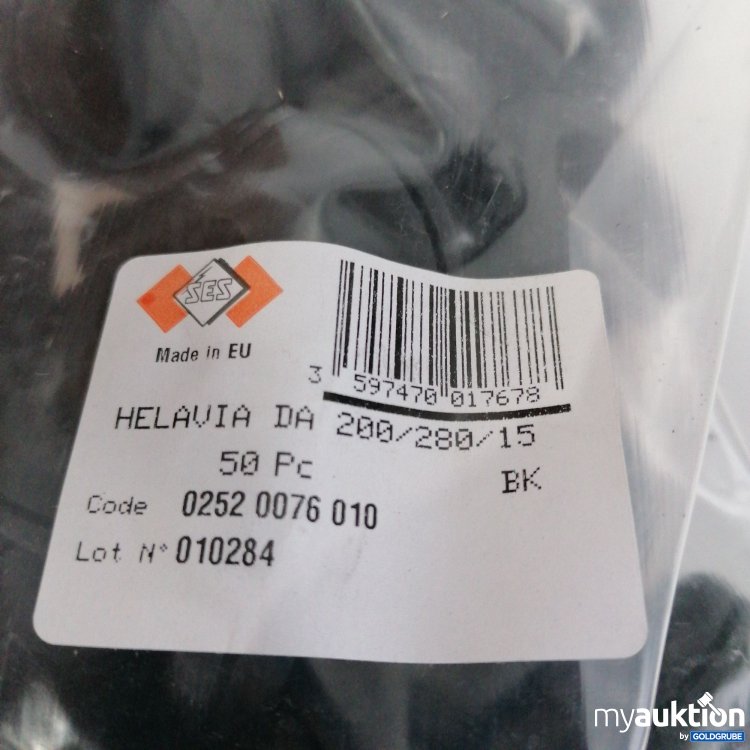 SES
Made in EU
3 597470 017678
HELAVIA DA 200/280/15
50 Pc BK
Code 0252 0076 010
Lot N° 010284
myauktion
by GOLDGRUBE